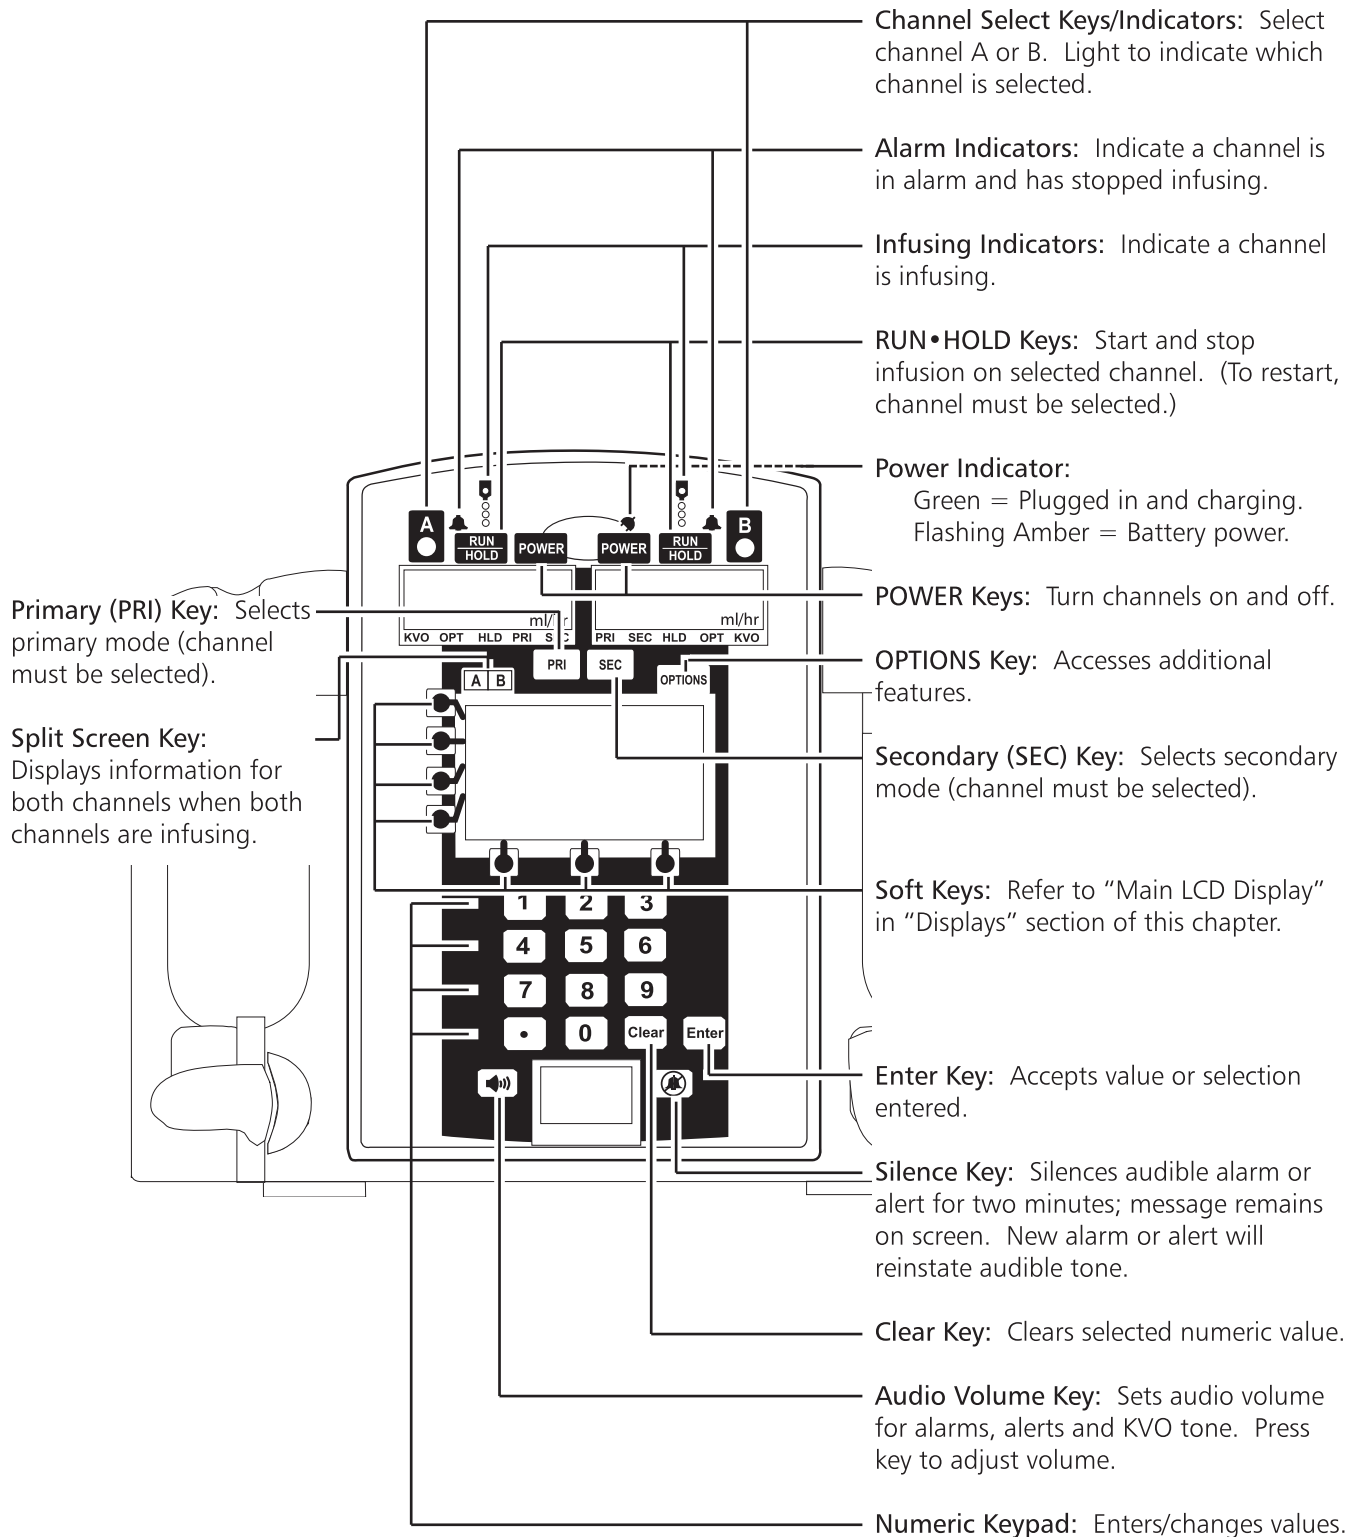 Channel Select Keys/Indicators: Select
channel A or B. Light to indicate which
channel is selected.
Alarm Indicators: Indicate a channel is
in alarm and has stopped infusing.
Infusing Indicators: Indicate a channel
is infusing.
RUN•HOLD Keys: Start and stop
infusion on selected channel. (To restart,
channel must be selected.)
Power Indicator:
Green = Plugged in and charging.
Flashing Amber = Battery power.
POWER Keys: Turn channels on and off.
OPTIONS Key: Accesses additional
features.
Secondary (SEC) Key: Selects secondary
mode (channel must be selected).
Soft Keys: Refer to “Main LCD Display”
in “Displays” section of this chapter.
Enter Key: Accepts value or selection
entered.
Silence Key: Silences audible alarm or
alert for two minutes; message remains
on screen. New alarm or alert will
reinstate audible tone.
Clear Key: Clears selected numeric value.
Audio Volume Key: Sets audio volume
for alarms, alerts and KVO tone. Press
key to adjust volume.
Numeric Keypad: Enters/changes values.
Primary (PRI) Key: Selects
primary mode (channel
must be selected).
Split Screen Key:
Displays information for
both channels when both
channels are infusing.
A
RUN
HOLD
POWER
POWER
RUN
HOLD
B
ml/hr
ml/hr
KVO OPT HLD PRI SEC
PRI SEC HLD OPT KVO
A B
PRI
SEC
OPTIONS
1 2 3
4 5 6
7 8 9
• 0 Clear Enter